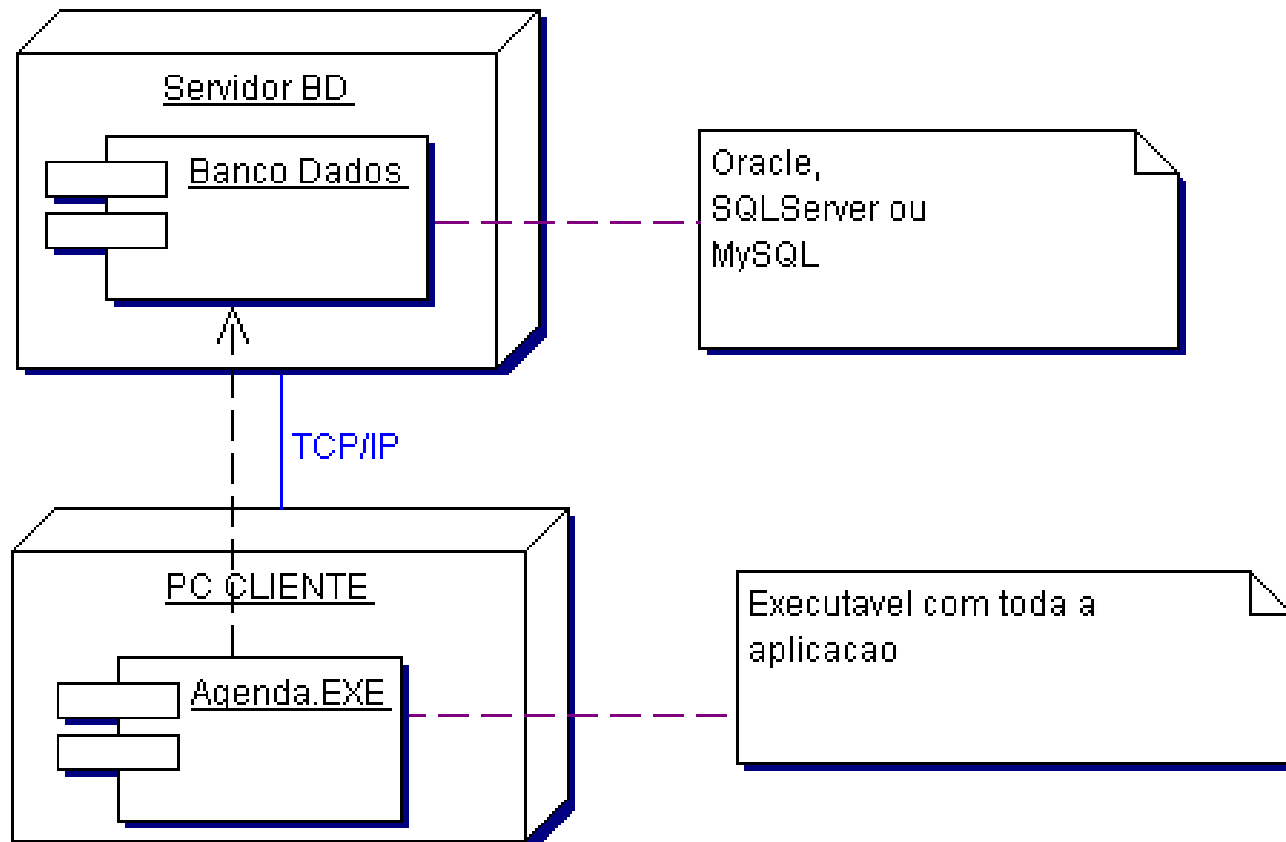 Servidor BD
Banco Dados
Oracle,
SQLServer ou
MySQL
TCP/IP
PC CLIENTE
Agenda.EXE
Executavel com toda a
aplicacao